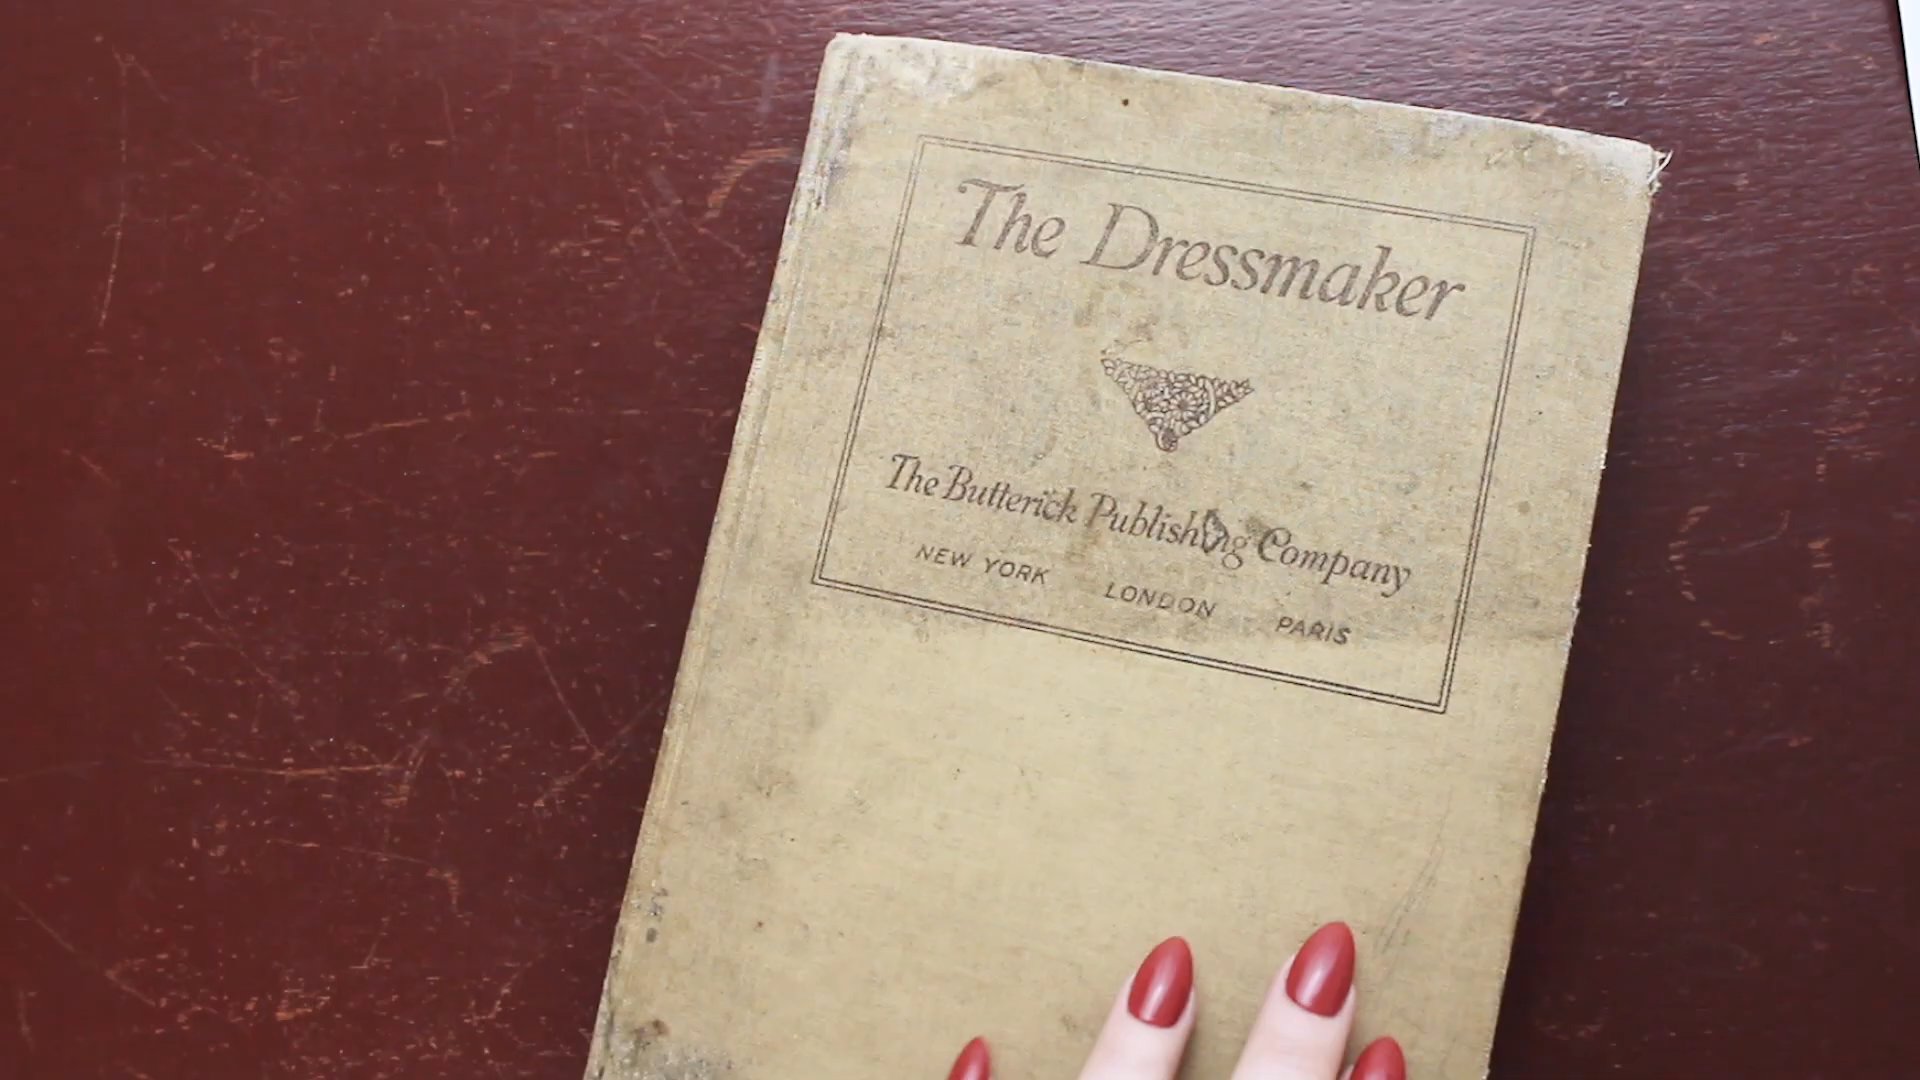 The Dressmaker
The Butterick Publishing Company
NEW YORK LONDON PARIS